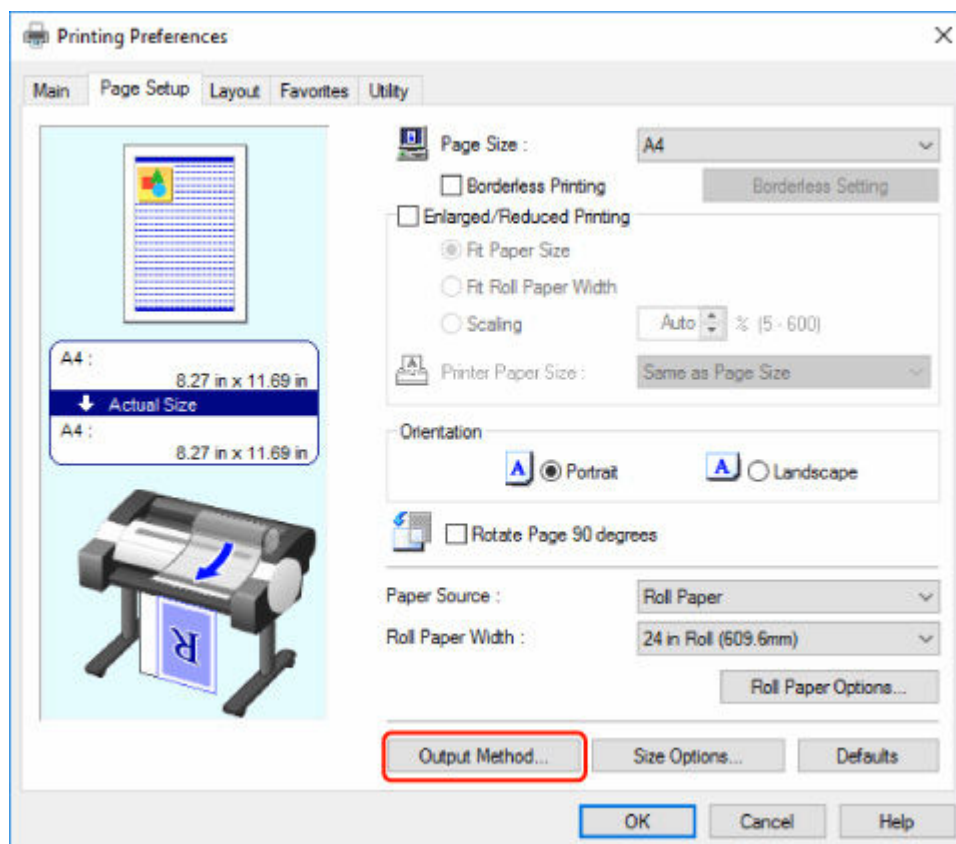 Printing Preferences
Main Page Setup Layout Favorites Utility
Page Size : A4
Borderless Printing Borderless Setting
Enlarged/Reduced Printing
Fit Paper Size
Fit Roll Paper Width
Scaling Auto % (5 - 600)
Printer Paper Size : Same as Page Size
A4 :
8.27 in x 11.69 in
Actual Size
A4 :
8.27 in x 11.69 in
Orientation
A Portrait A Landscape
Rotate Page 90 degrees
R
Paper Source : Roll Paper
Roll Paper Width : 24 in Roll (609.6mm)
Roll Paper Options...
Output Method... Size Options... Defaults
OK Cancel Help